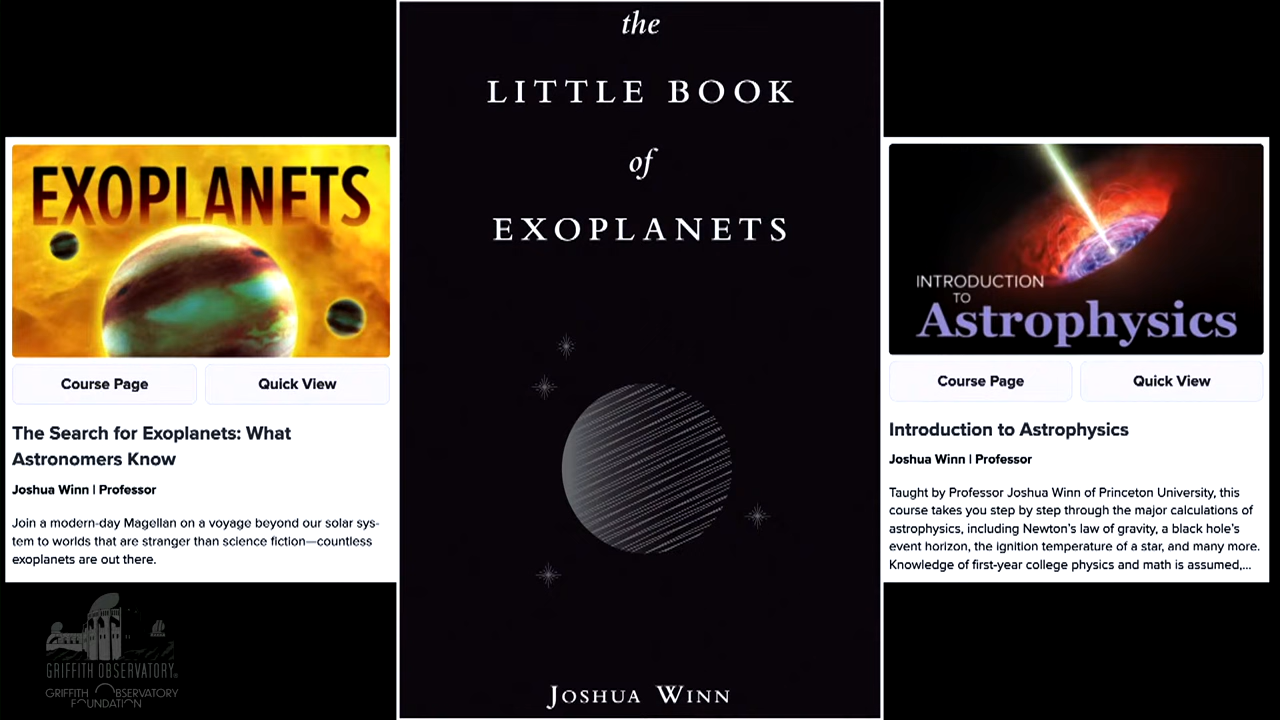 EXOPLANETS
Course Page
Quick View
The Search for Exoplanets: What
Astronomers Know
Joshua Winn | Professor
Join a modern-day Magellan on a voyage beyond our solar sys-
tem to worlds that are stranger than science fiction—countless
exoplanets are out there.
GRIFFITH OBSERVATORY
GRIFFITH OBSERVATORY
FOUNDATION
the
LITTLE BOOK
of
EXOPLANETS
JOSHUA WINN
INTRODUCTION
TO
Astrophysics
Course Page
Quick View
Introduction to Astrophysics
Joshua Winn | Professor
Taught by Professor Joshua Winn of Princeton University, this
course takes you step by step through the major calculations of
astrophysics, including Newton's law of gravity, a black hole's
event horizon, the ignition temperature of a star, and many more.
Knowledge of first-year college physics and math is assumed,...